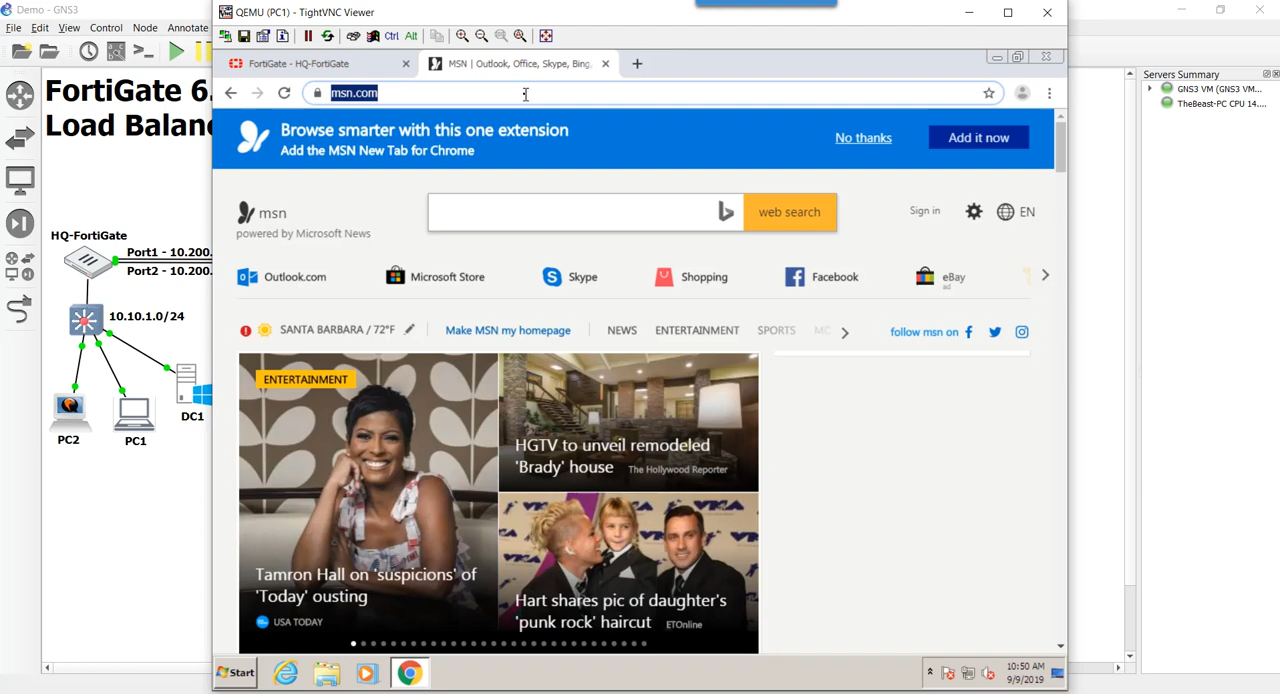 Demo - GNS3
File Edit View Control Node Annotate
FortiGate 6.
Load Balanc
HQ-FortiGate
Port1 - 10.200.
Port2 - 10.200.
10.10.1.0/24
PC2
PC1
DC1
QEMU (PC1) - TightVNC Viewer
Ctrl Alt
FortiGate - HQ-FortiGate
MSN | Outlook, Office, Skype, Bing,
msn.com
Browse smarter with this one extension
Add the MSN New Tab for Chrome
No thanks
Add it now
msn
powered by Microsoft News
web search
Sign in
EN
Outlook.com
Microsoft Store
Skype
Shopping
Facebook
eBay
ad
SANTA BARBARA / 72°F
Make MSN my homepage
NEWS
ENTERTAINMENT
SPORTS
MC
follow msn on
ENTERTAINMENT
Tamron Hall on 'suspicions' of
'Today' ousting
USA TODAY
HGTV to unveil remodeled
'Brady' house The Hollywood Reporter
Hart shares pic of daughter's
'punk rock' haircut ETOnline
Start
10:50 AM
9/9/2019
Servers Summary
GNS3 VM (GNS3 VM...
TheBeast-PC CPU 14....